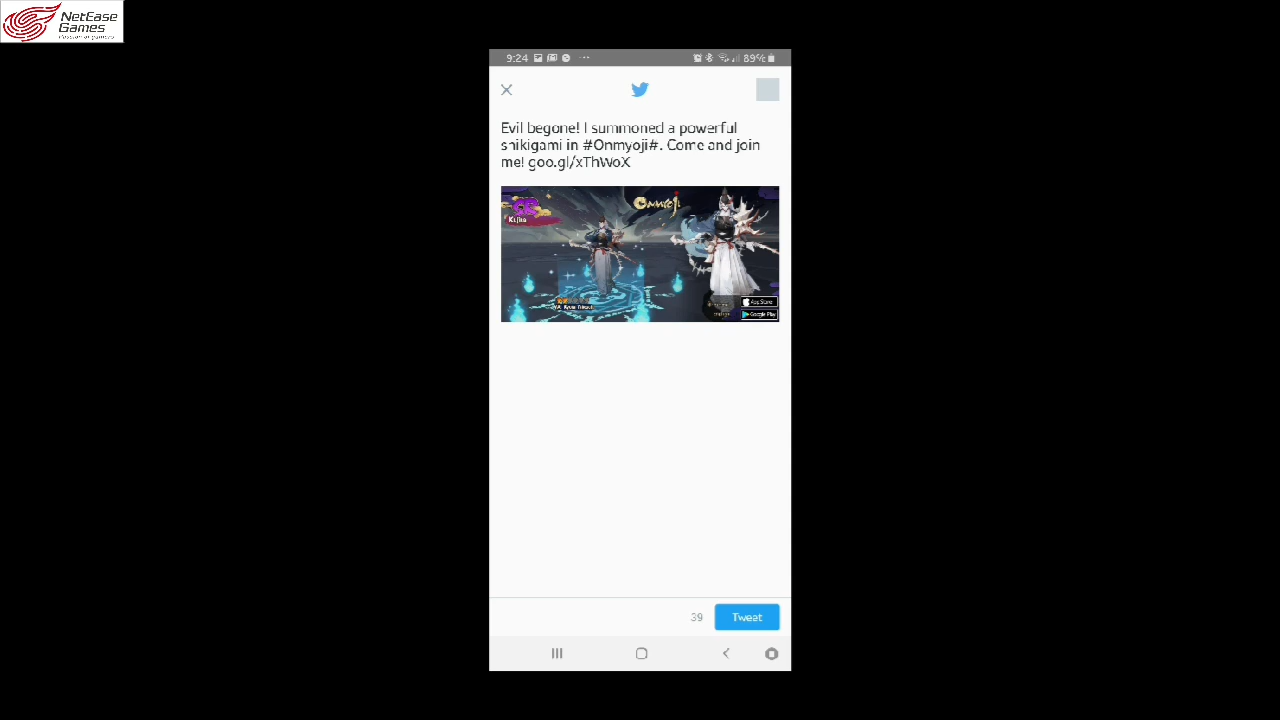 NetEase
Games
9:24
89%
Evil begone! I summoned a powerful
shikigami in #Onmyoji#. Come and join
me! goo.gl/xThWoX
SR
Onmyoji
App Store
Google Play
39
Tweet